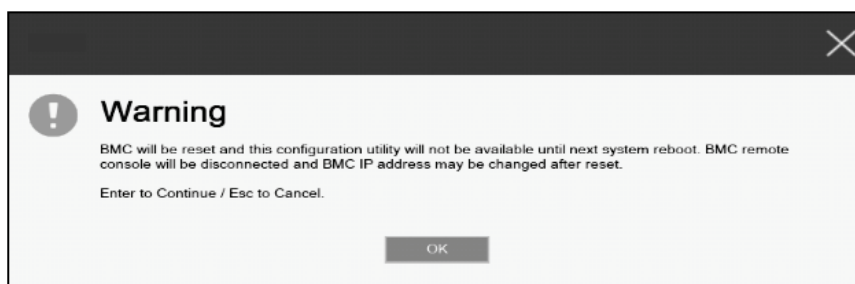 Warning
BMC will be reset and this configuration utility will not be available until next system reboot. BMC remote
console will be disconnected and BMC IP address may be changed after reset.
Enter to Continue / Esc to Cancel.
OK